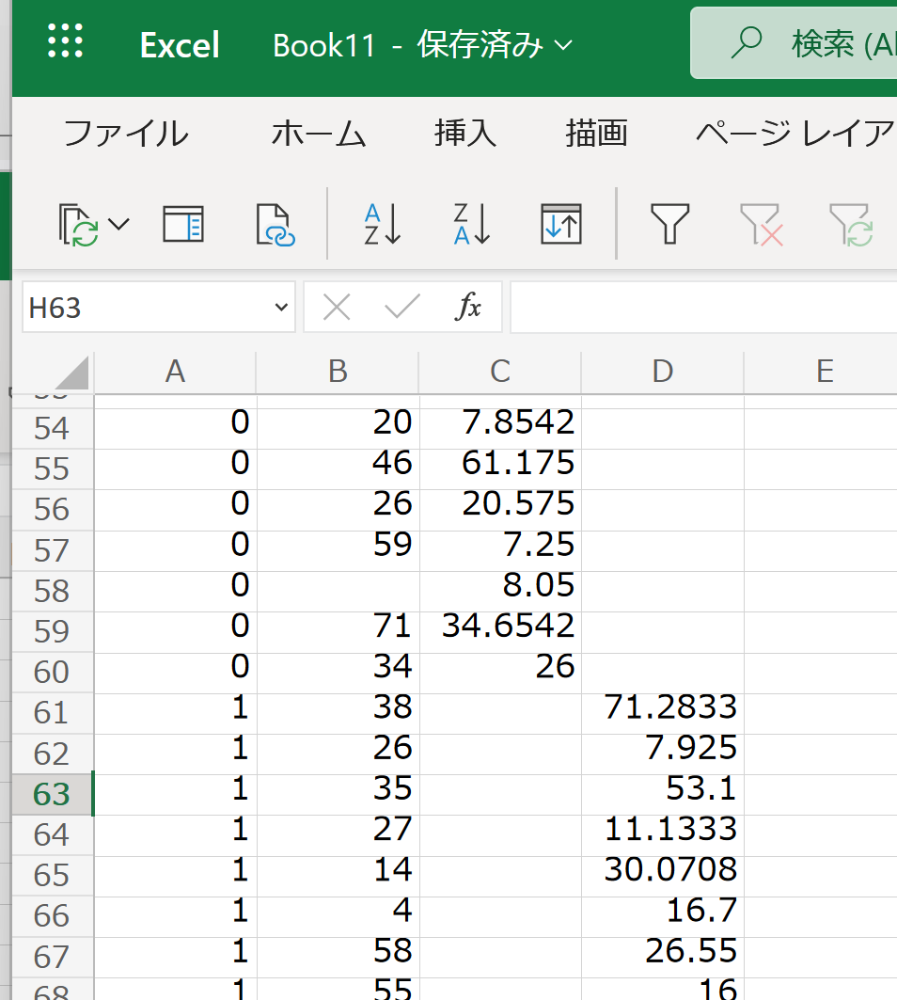 Excel Book11 - 保存済み 検索 (Al
ファイル ホーム 挿入 描画 ページ レイア
A Z Z A
H63 fx
A B C D E
54 0 20 7.8542
55 0 46 61.175
56 0 26 20.575
57 0 59 7.25
58 0 8.05
59 0 71 34.6542
60 0 34 26
61 1 38 71.2833
62 1 26 7.925
63 1 35 53.1
64 1 27 11.1333
65 1 14 30.0708
66 1 4 16.7
67 1 58 26.55
68 1 55 16